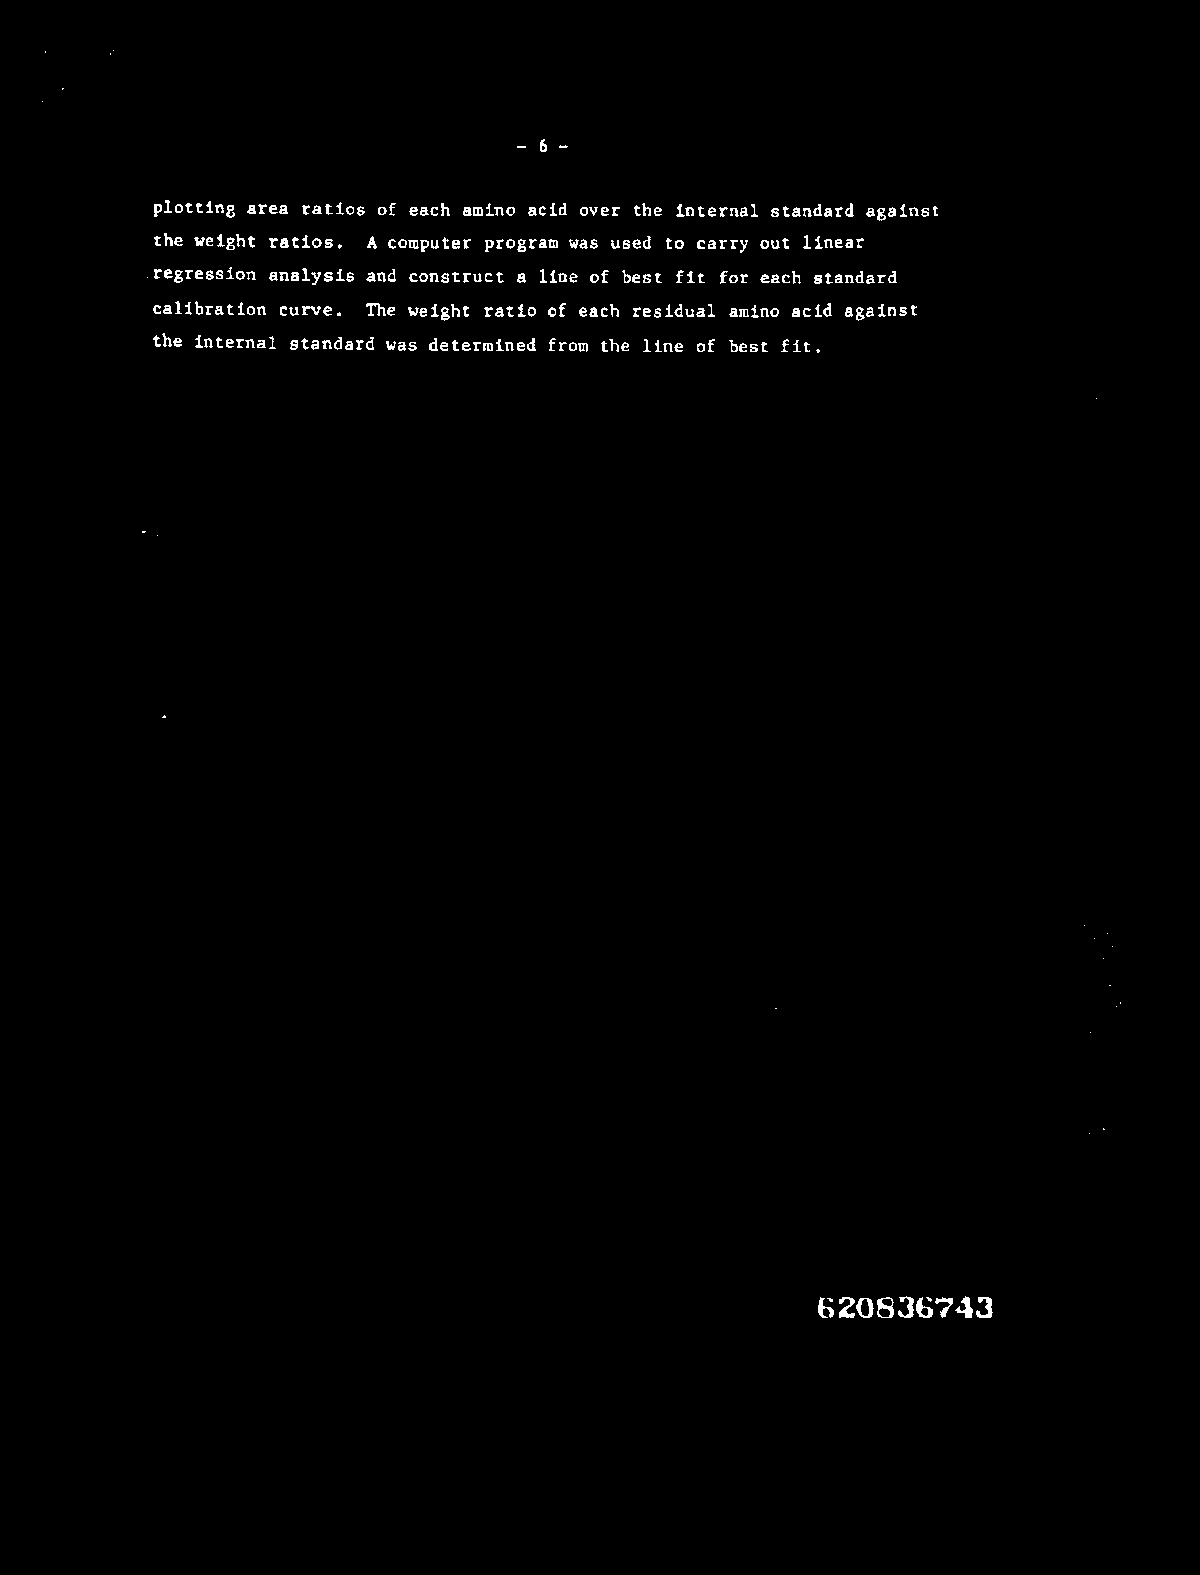 - 6 -
plotting area ratios of each amino acid over the internal standard against
the weight ratios. A computer program was used to carry out linear
regression analysis and construct a line of best fit for each standard
calibration curve. The weight ratio of each residual amino acid against
the internal standard was determined from the line of best fit.
620836743